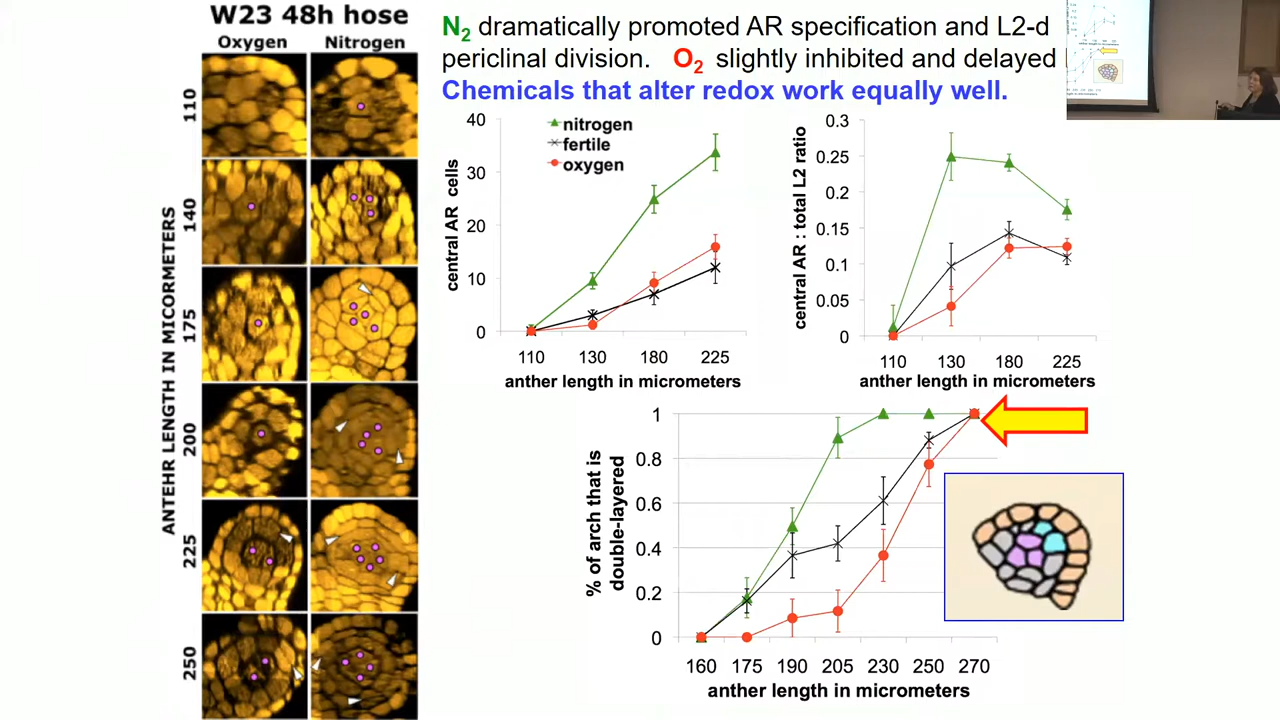 W23 48h hose
Oxygen Nitrogen
ANTEHR LENGTH IN MICORMETERS
110
140
175
200
225
250
N2 dramatically promoted AR specification and L2-d
periclinal division. O2 slightly inhibited and delayed
Chemicals that alter redox work equally well.
nitrogen
fertile
oxygen
central AR cells
40
30
20
10
0
110 130 180 225
anther length in micrometers
central AR : total L2 ratio
0.3
0.25
0.2
0.15
0.1
0.05
0
110 130 180 225
anther length in micrometers
% of arch that is
double-layered
1
0.8
0.6
0.4
0.2
0
160 175 190 205 230 250 270
anther length in micrometers